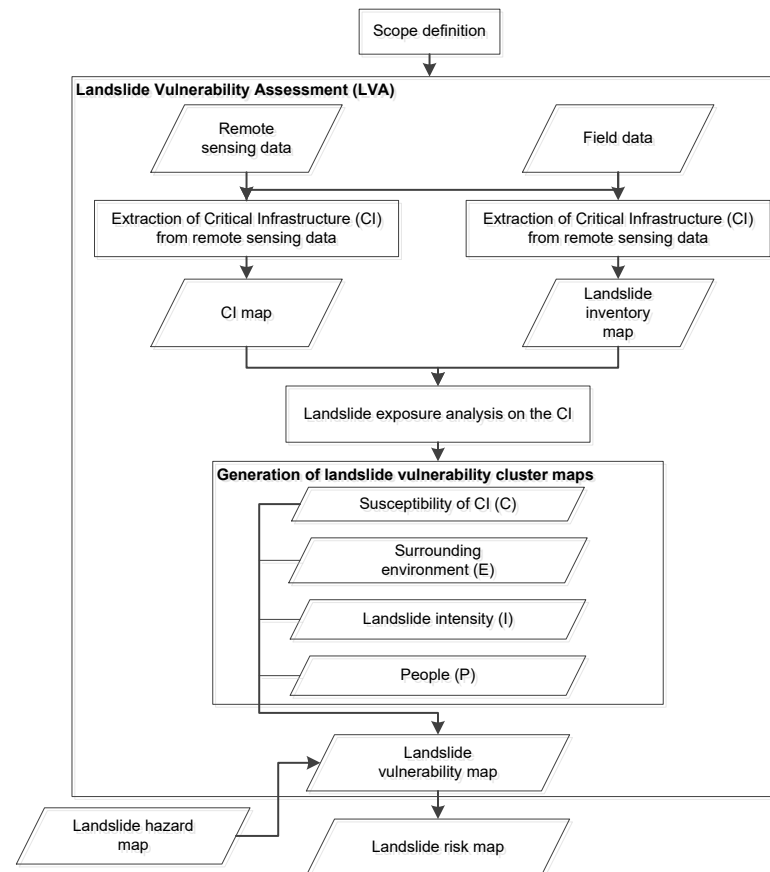 Scope definition
Landslide Vulnerability Assessment (LVA)
Remote
sensing data
Field data
Extraction of Critical Infrastructure (CI)
from remote sensing data
Extraction of Critical Infrastructure (CI)
from remote sensing data
CI map
Landslide
inventory
map
Landslide exposure analysis on the CI
Generation of landslide vulnerability cluster maps
Susceptibility of CI (C)
Surrounding
environment (E)
Landslide intensity (I)
People (P)
Landslide
vulnerability map
Landslide hazard
map
Landslide risk map